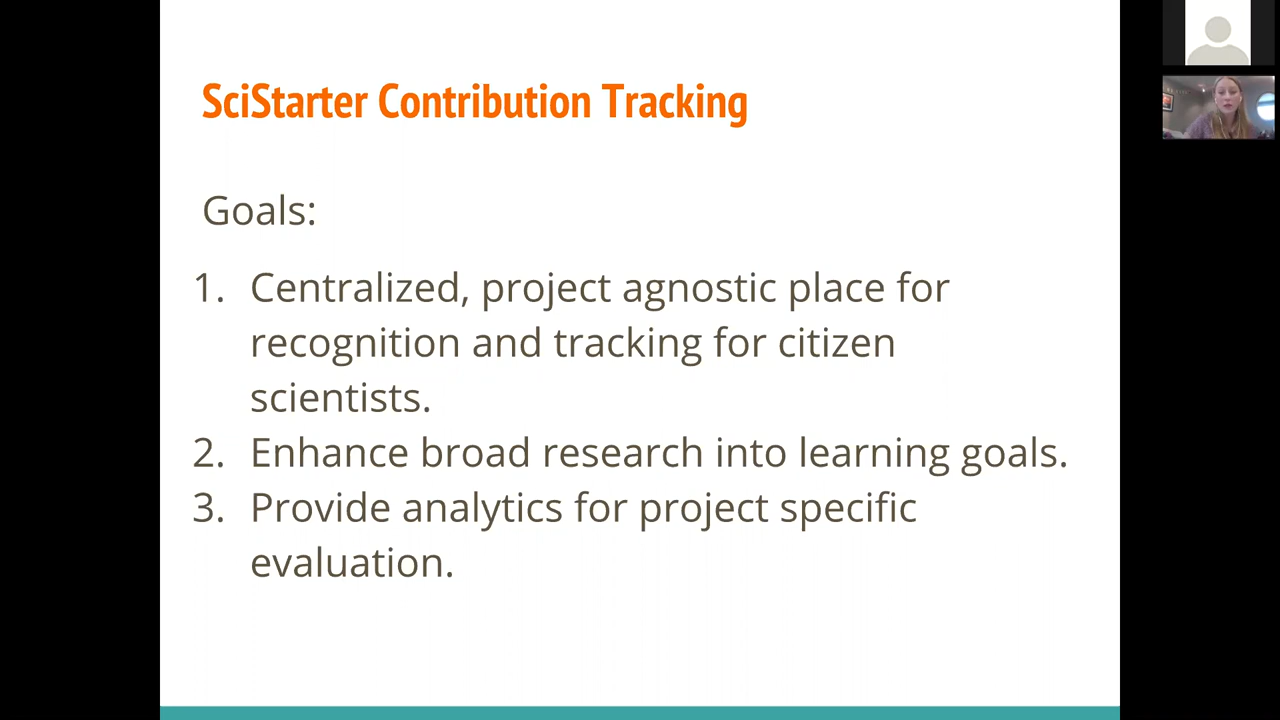 SciStarter Contribution Tracking
Goals:
1. Centralized, project agnostic place for
recognition and tracking for citizen
scientists.
2. Enhance broad research into learning goals.
3. Provide analytics for project specific
evaluation.